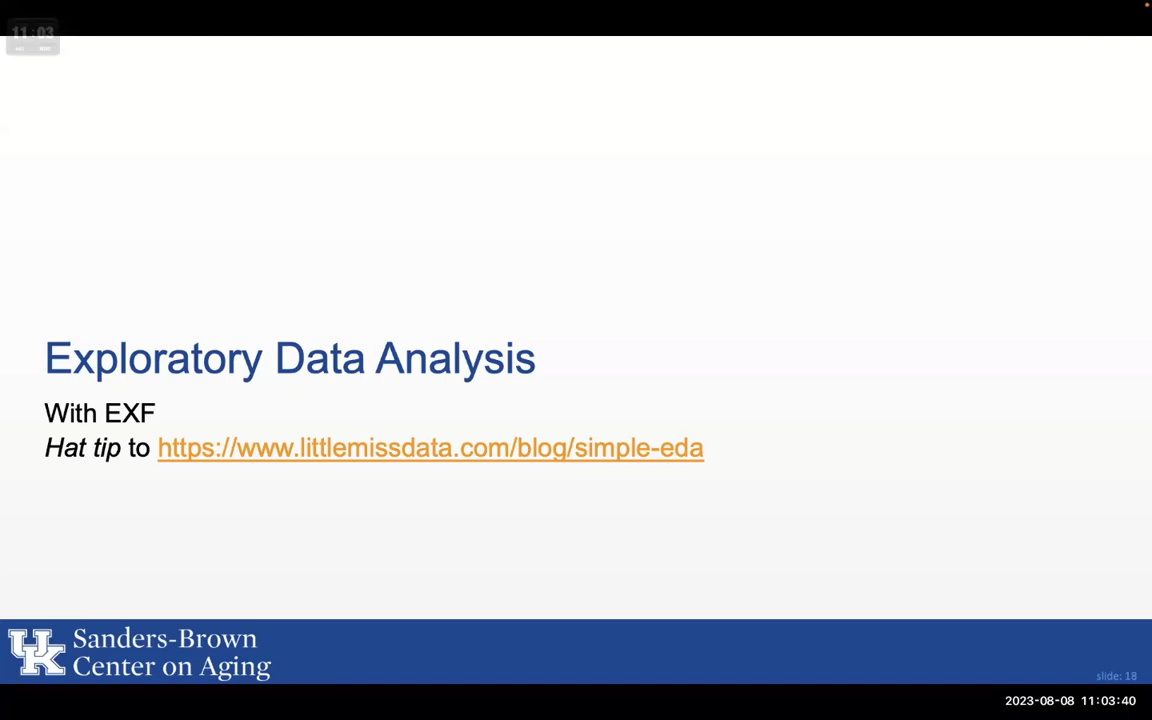 11:03
Exploratory Data Analysis
With EXF
Hat tip to https://www.littlemissdata.com/blog/simple-eda
UK
Sanders-Brown
Center on Aging
slide: 18
2023-08-08 11:03:40